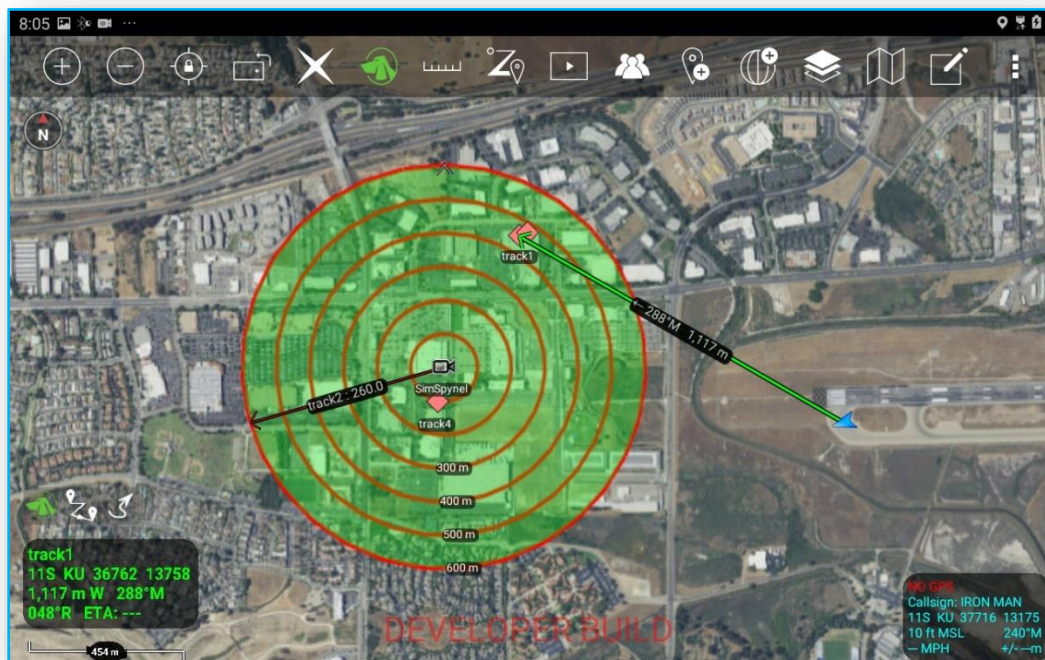 8:05
N
track1
← 288°M 1,117 m
SimSpynel
track2 : 260.0
track4
300 m
400 m
500 m
600 m
track1
11S KU 36762 13758
1,117 m W 288°M
048°R ETA: ---
454 m
DEVELOPER BUILD
NO GPS
Callsign: IRON MAN
11S KU 37716 13175
10 ft MSL 240°M
--- MPH +/- ---m